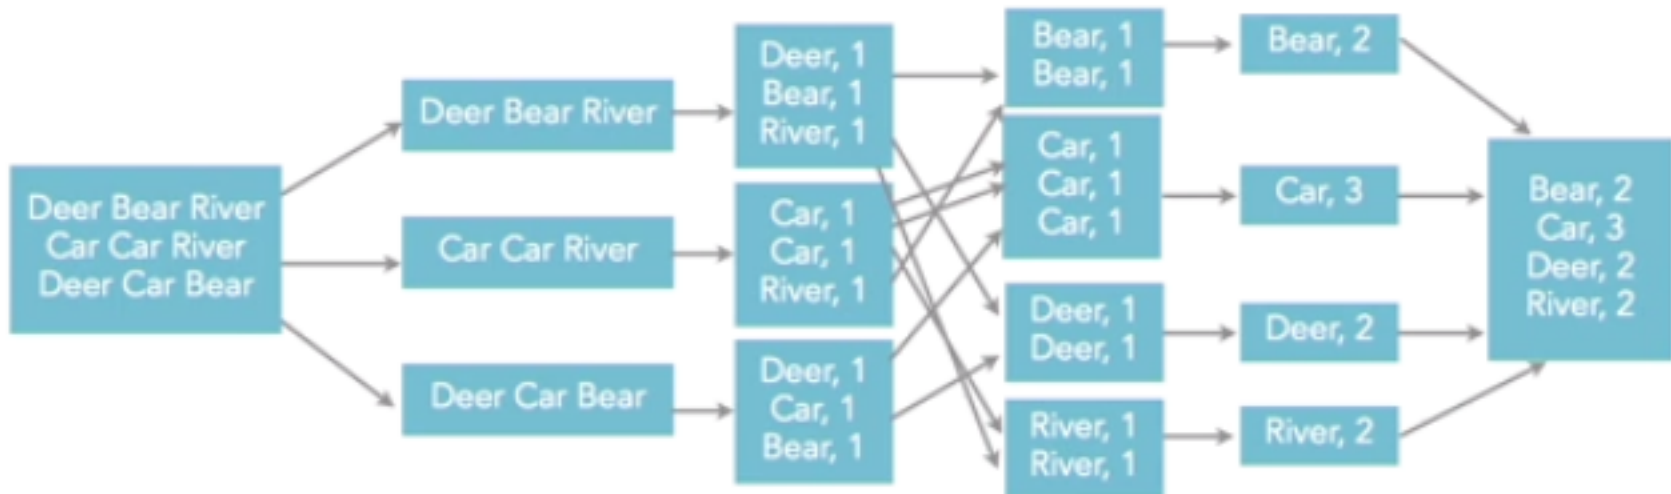 Deer Bear River
Car Car River
Deer Car Bear
Deer Bear River
Car Car River
Deer Car Bear
Deer, 1
Bear, 1
River, 1
Car, 1
Car, 1
River, 1
Deer, 1
Car, 1
Bear, 1
Bear, 1
Bear, 1
Car, 1
Car, 1
Car, 1
Deer, 1
Deer, 1
River, 1
River, 1
Bear, 2
Car, 3
Deer, 2
River, 2
Bear, 2
Car, 3
Deer, 2
River, 2